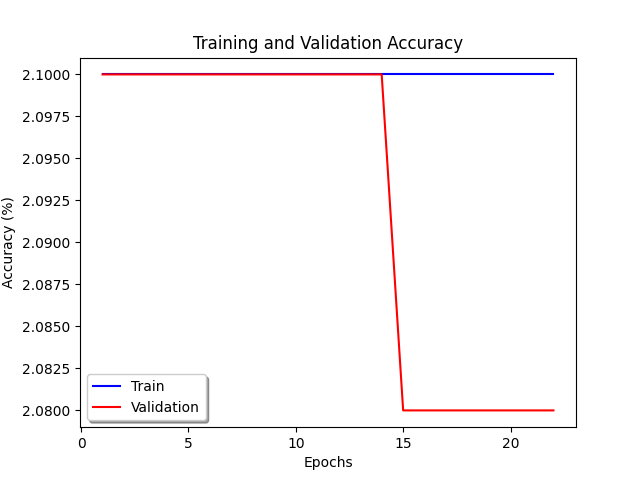 Training and Validation Accuracy
Accuracy (%)
2.1000
2.0975
2.0950
2.0925
2.0900
2.0875
2.0850
2.0825
2.0800
Train
Validation
0 5 10 15 20
Epochs